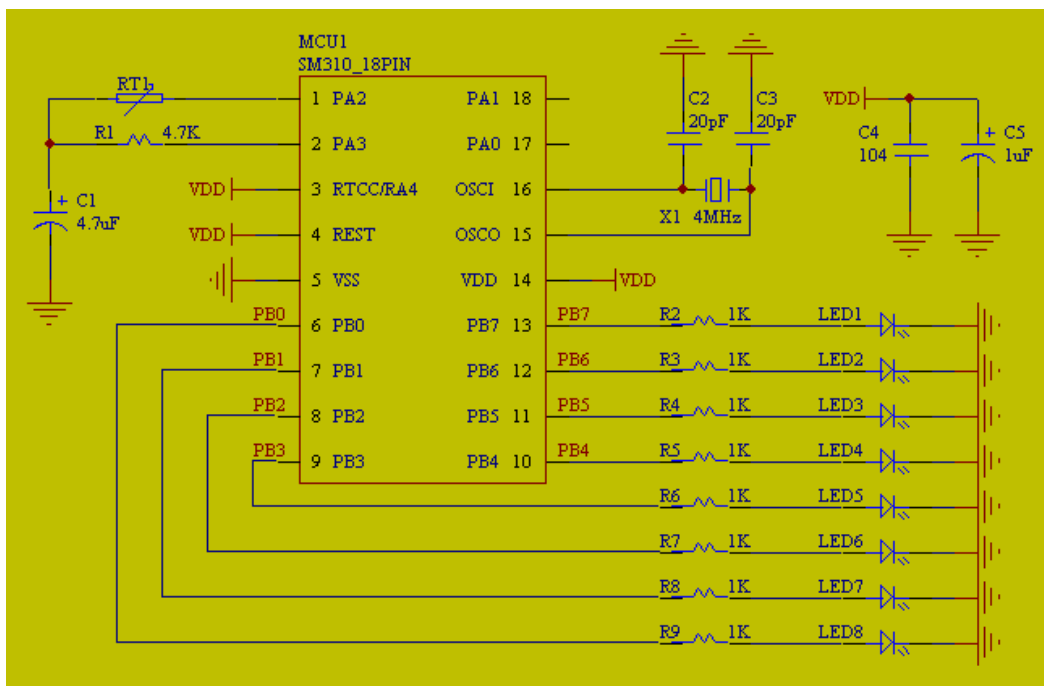 MCU1
SM310_18PIN
RT1
R1 4.7K
C1
4.7uF
VDD
VDD
1 PA2
2 PA3
3 RTCC/RA4
4 REST
5 VSS
6 PB0
7 PB1
8 PB2
9 PB3
PA1 18
PA0 17
OSCI 16
OSCO 15
VDD 14
PB7 13
PB6 12
PB5 11
PB4 10
PB0
PB1
PB2
PB3
C2
20pF
C3
20pF
X1 4MHz
VDD
VDD
C4
104
C5
1uF
PB7 R2 1K LED1
PB6 R3 1K LED2
PB5 R4 1K LED3
PB4 R5 1K LED4
R6 1K LED5
R7 1K LED6
R8 1K LED7
R9 1K LED8